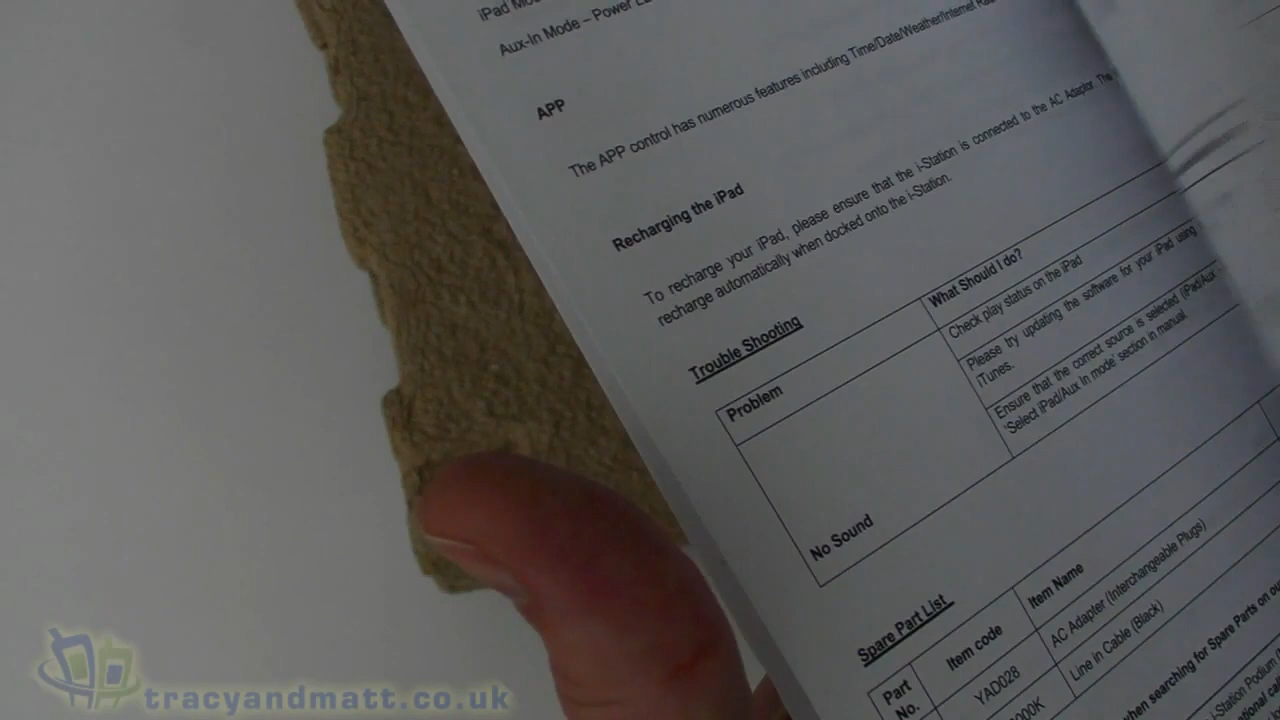 iPad
Aux-In Mode – Power
APP
The APP control has numerous features including Time/Date/Weather/Internet
Recharging the iPad
To recharge your iPad, please ensure that the i-Station is connected to the AC Adaptor. The
recharge automatically when docked onto the i-Station.
Trouble Shooting
Problem
What Should I do?
No Sound
Check play status on the iPad
Please try updating the software for your iPad using
iTunes.
Ensure that the correct source is selected (iPad/Aux
'Select iPad/Aux In mode' section in manual.
Spare Part List
Part
No.
Item code
Item Name
YAD028
AC Adapter (Interchangeable Plugs)
Line in Cable (Black)
when searching for Spare Parts on
i-Station Podium
tracyandmatt.co.uk